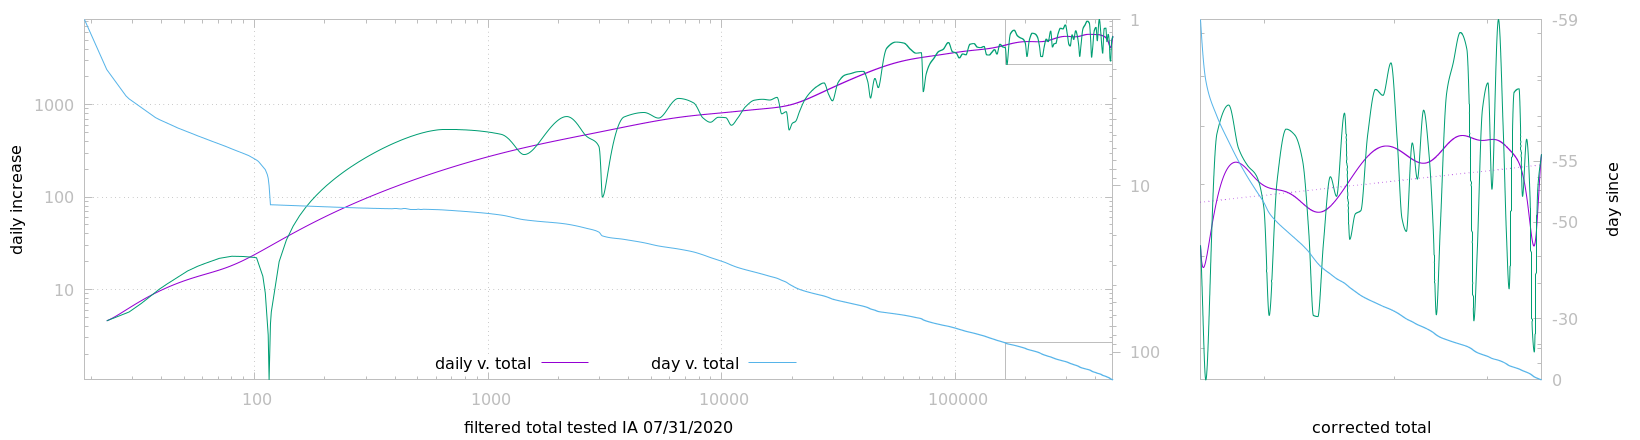 1000
100
10
daily increase
daily v. total
day v. total
100
1000
10000
100000
filtered total tested IA 07/31/2020
1
10
100
-59
-55
-50
-30
0
day since
corrected total